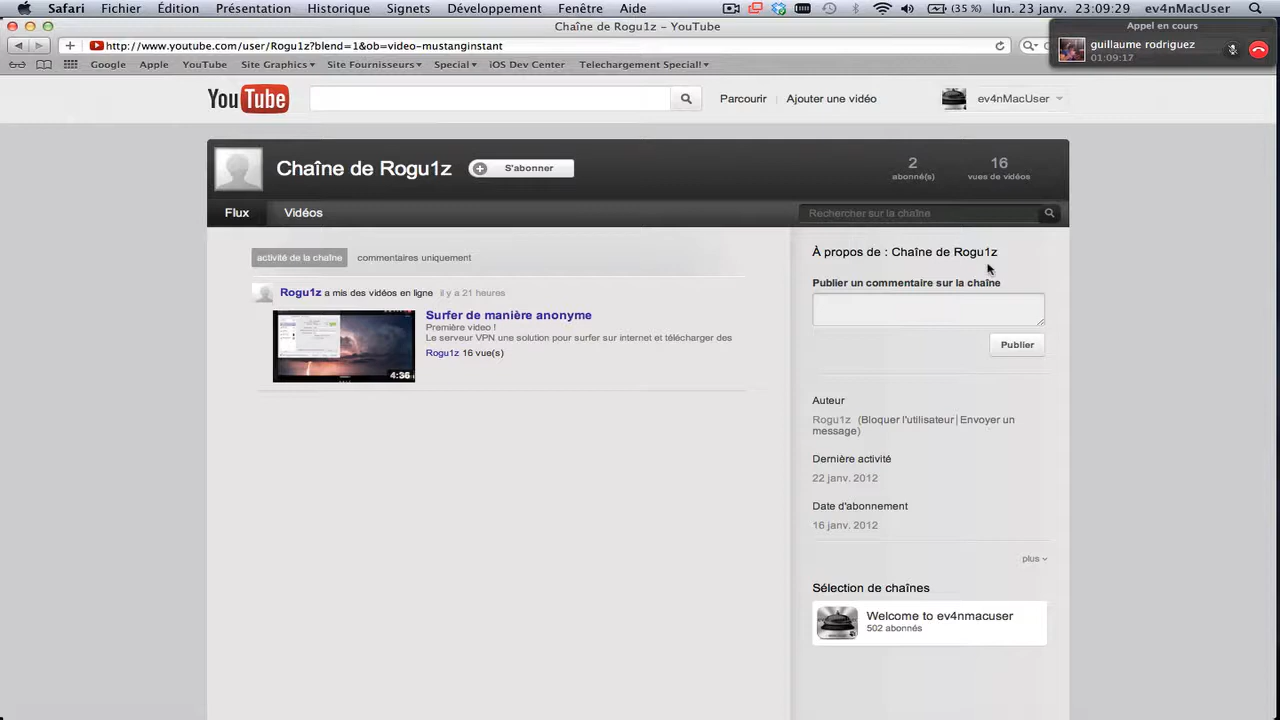 Safari Fichier Édition Présentation Historique Signets Développement Fenêtre Aide (35 %) lun. 23 janv. 23:09:29 ev4nMacUser
Chaîne de Rogu1z – YouTube
http://www.youtube.com/user/Rogu1z?blend=1&ob=video-mustanginstant
Appel en cours
guillaume rodriguez
01:09:17
Google Apple YouTube Site Graphics Site Founisseurs Special iOS Dev Center Telechargement Special!
YouTube Parcourir Ajouter une vidéo ev4nMacUser
Chaîne de Rogu1z S'abonner
2
abonné(s)
16
vues de vidéos
Flux Vidéos Rechercher sur la chaîne
activité de la chaîne commentaires uniquement
Rogu1z a mis des vidéos en ligne il y a 21 heures
4:36
Surfer de manière anonyme
Première video !
Le serveur VPN une solution pour surfer sur internet et télécharger des
Rogu1z 16 vue(s)
À propos de : Chaîne de Rogu1z
Publier un commentaire sur la chaîne
Publier
Auteur
Rogu1z (Bloquer l'utilisateur|Envoyer un
message)
Dernière activité
22 janv. 2012
Date d'abonnement
16 janv. 2012
plus
Sélection de chaînes
Welcome to ev4nmacuser
502 abonnés